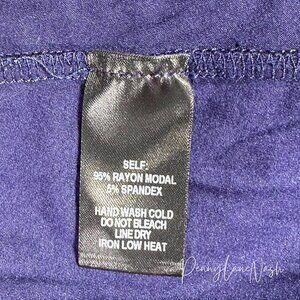 SELF:
95% RAYON MODAL
5% SPANDEX
HAND WASH COLD
DO NOT BLEACH
LINE DRY
IRON LOW HEAT
PennyLaneNash